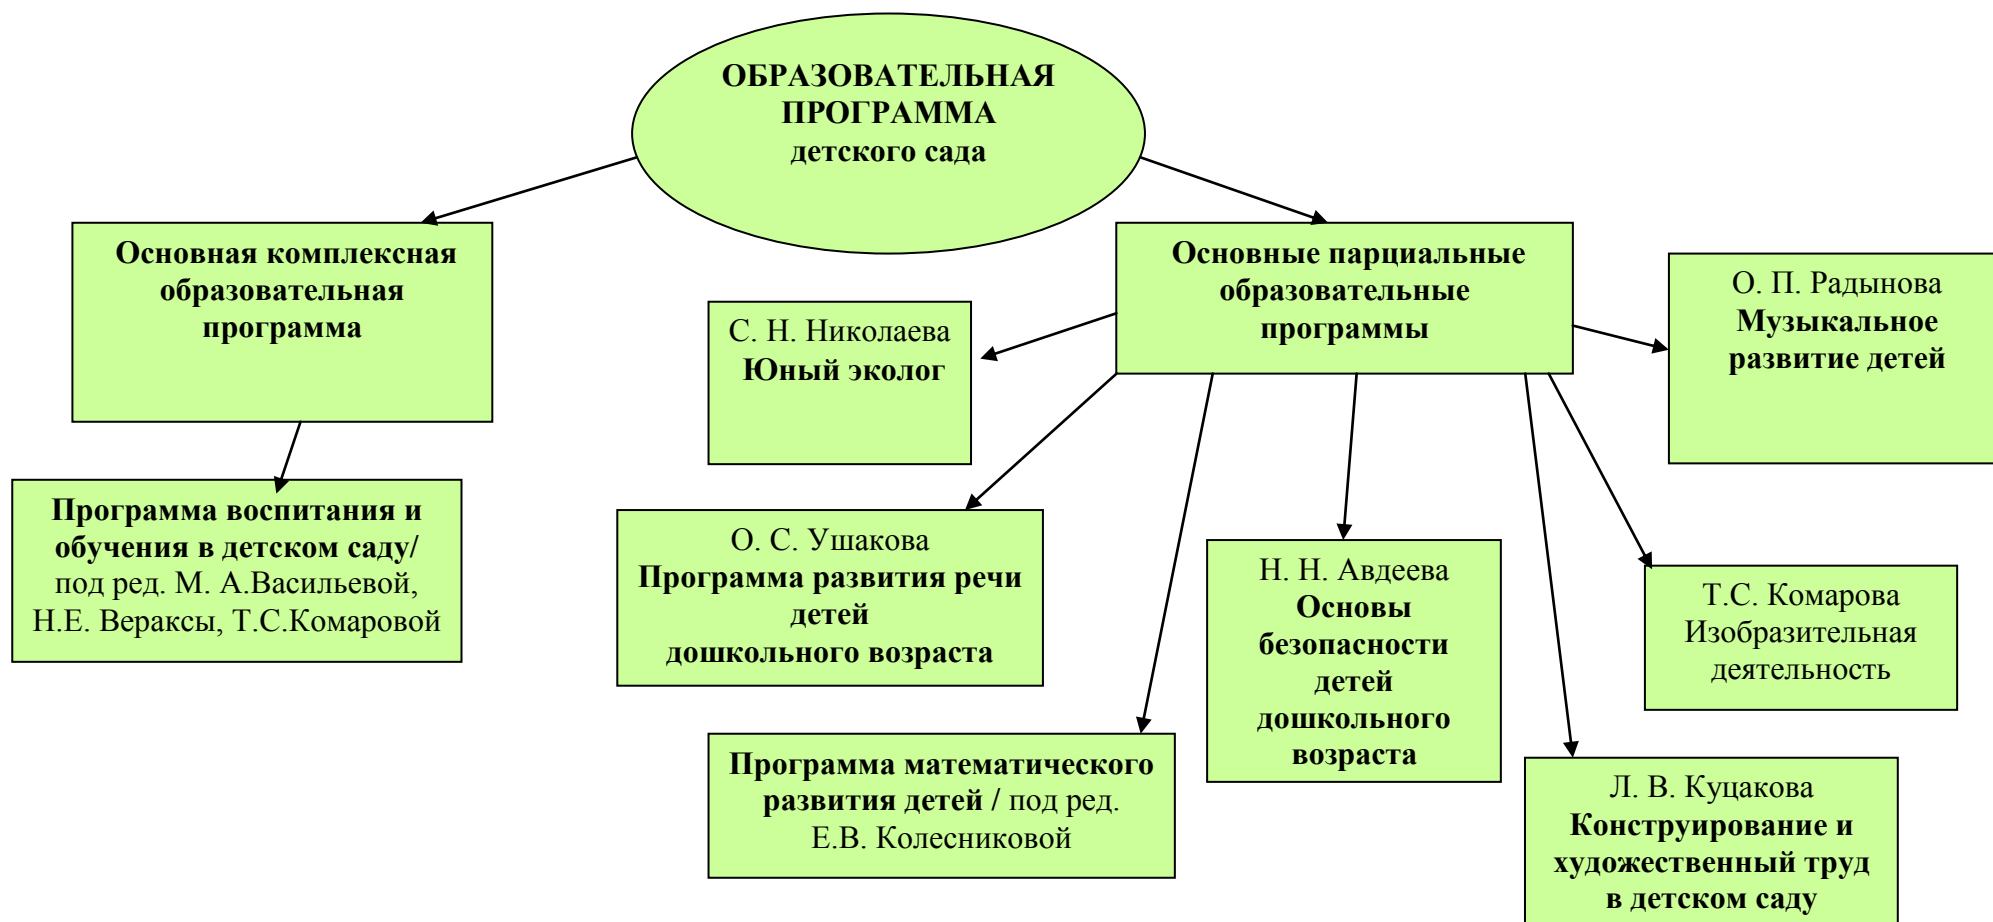 ОБРАЗОВАТЕЛЬНАЯ
ПРОГРАММА
детского сада
Основная комплексная
образовательная
программа
Основные парциальные
образовательные
программы
О. П. Радынова
Музыкальное
развитие детей
С. Н. Николаева
Юный эколог
Программа воспитания и
обучения в детском саду/
под ред. М. А.Васильевой,
Н.Е. Вераксы, Т.С.Комаровой
О. С. Ушакова
Программа развития речи
детей
дошкольного возраста
Н. Н. Авдеева
Основы
безопасности
детей
дошкольного
возраста
Т.С. Комарова
Изобразительная
деятельность
Программа математического
развития детей / под ред.
Е.В. Колесниковой
Л. В. Куцакова
Конструирование и
художественный труд
в детском саду